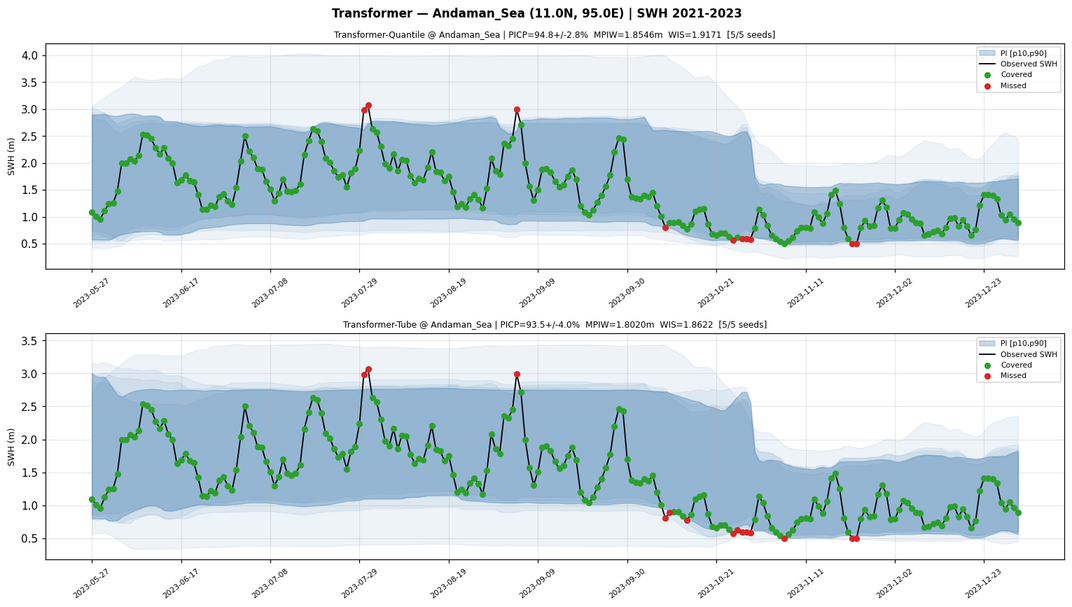 Transformer — Andaman_Sea (11.0N, 95.0E) | SWH 2021-2023
Transformer-Quantile @ Andaman_Sea | PICP=94.8+/-2.8%  MPIW=1.8546m  WIS=1.9171  [5/5 seeds]
SWH (m)
4.0
3.5
3.0
2.5
2.0
1.5
1.0
0.5
PI [p10,p90]
Observed SWH
Covered
Missed
2023-05-27
2023-06-17
2023-07-08
2023-07-29
2023-08-19
2023-09-09
2023-09-30
2023-10-21
2023-11-11
2023-12-02
2023-12-23
Transformer-Tube @ Andaman_Sea | PICP=93.5+/-4.0%  MPIW=1.8020m  WIS=1.8622  [5/5 seeds]
SWH (m)
3.5
3.0
2.5
2.0
1.5
1.0
0.5
PI [p10,p90]
Observed SWH
Covered
Missed
2023-05-27
2023-06-17
2023-07-08
2023-07-29
2023-08-19
2023-09-09
2023-09-30
2023-10-21
2023-11-11
2023-12-02
2023-12-23